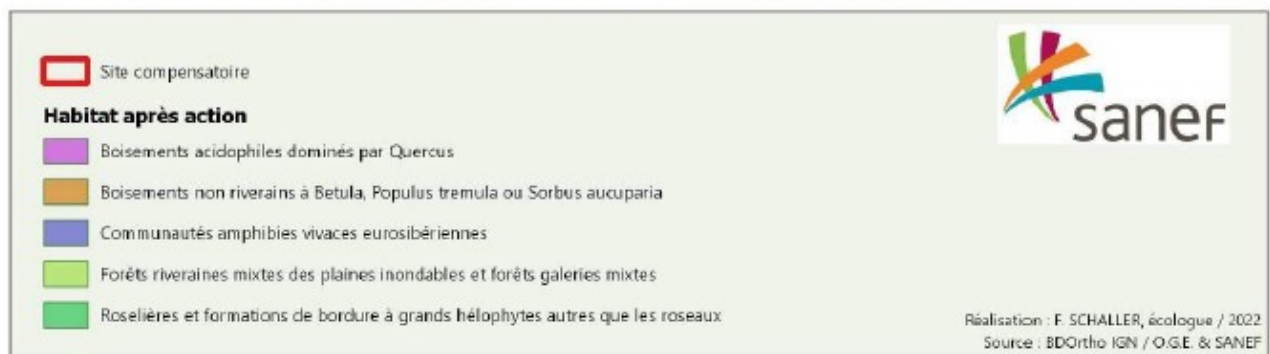 Site compensatoire
sanef
Habitat après action
Boisements acidophiles dominés par Quercus
Boisements non riverains à Betula, Populus tremula ou Sorbus aucuparia
Communautés amphibies vivaces eurosibériennes
Forêts riveraines mixtes des plaines inondables et forêts galeries mixtes
Roselières et formations de bordure à grands hélophytes autres que les roseaux
Réalisation : F. SCHALLER, écologue / 2022
Source : BDOrtho IGN / O.G.E. & SANEF